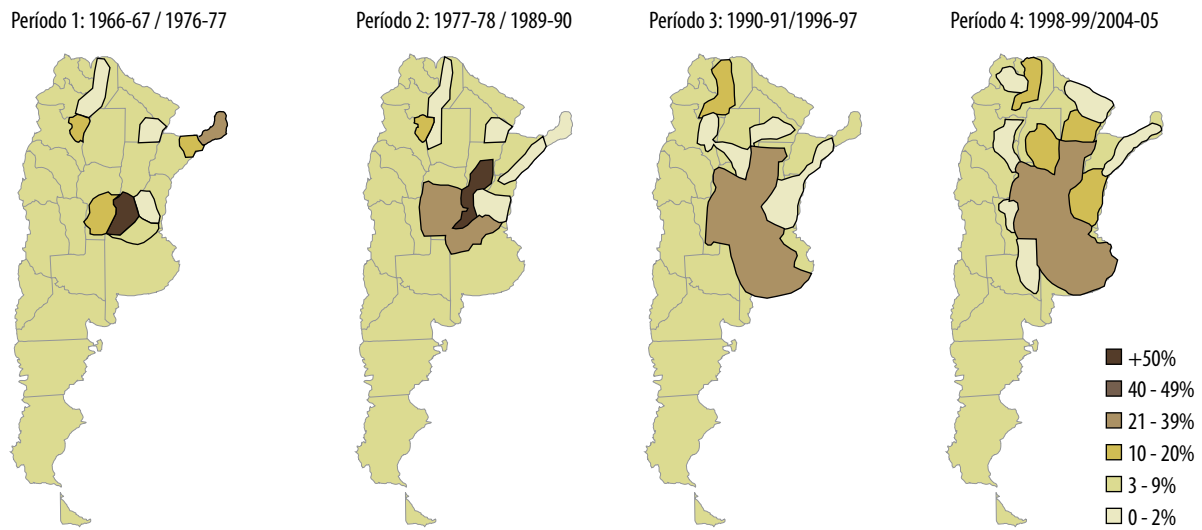 Período 1: 1966-67 / 1976-77
Período 2: 1977-78 / 1989-90
Período 3: 1990-91/1996-97
Período 4: 1998-99/2004-05
+50%
40 - 49%
21 - 39%
10 - 20%
3 - 9%
0 - 2%